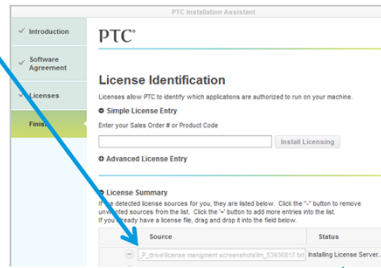 PTC Installation Assistant
Introduction
PTC®
Software
Agreement
License Identification
Licenses
Licenses allow PTC to identify which applications are authorized to run on your machine.
Simple License Entry
Finish
Enter your Sales Order # or Product Code
Install Licensing
Advanced License Entry
License Summary
If we detected license sources for you, they are listed below. Click the "-" button to remove
unwanted sources from the list. Click the '+' button to add more entries into the list.
If you already have a license file, drag and drop it into the field below.
Source
Status
Installing License Server.